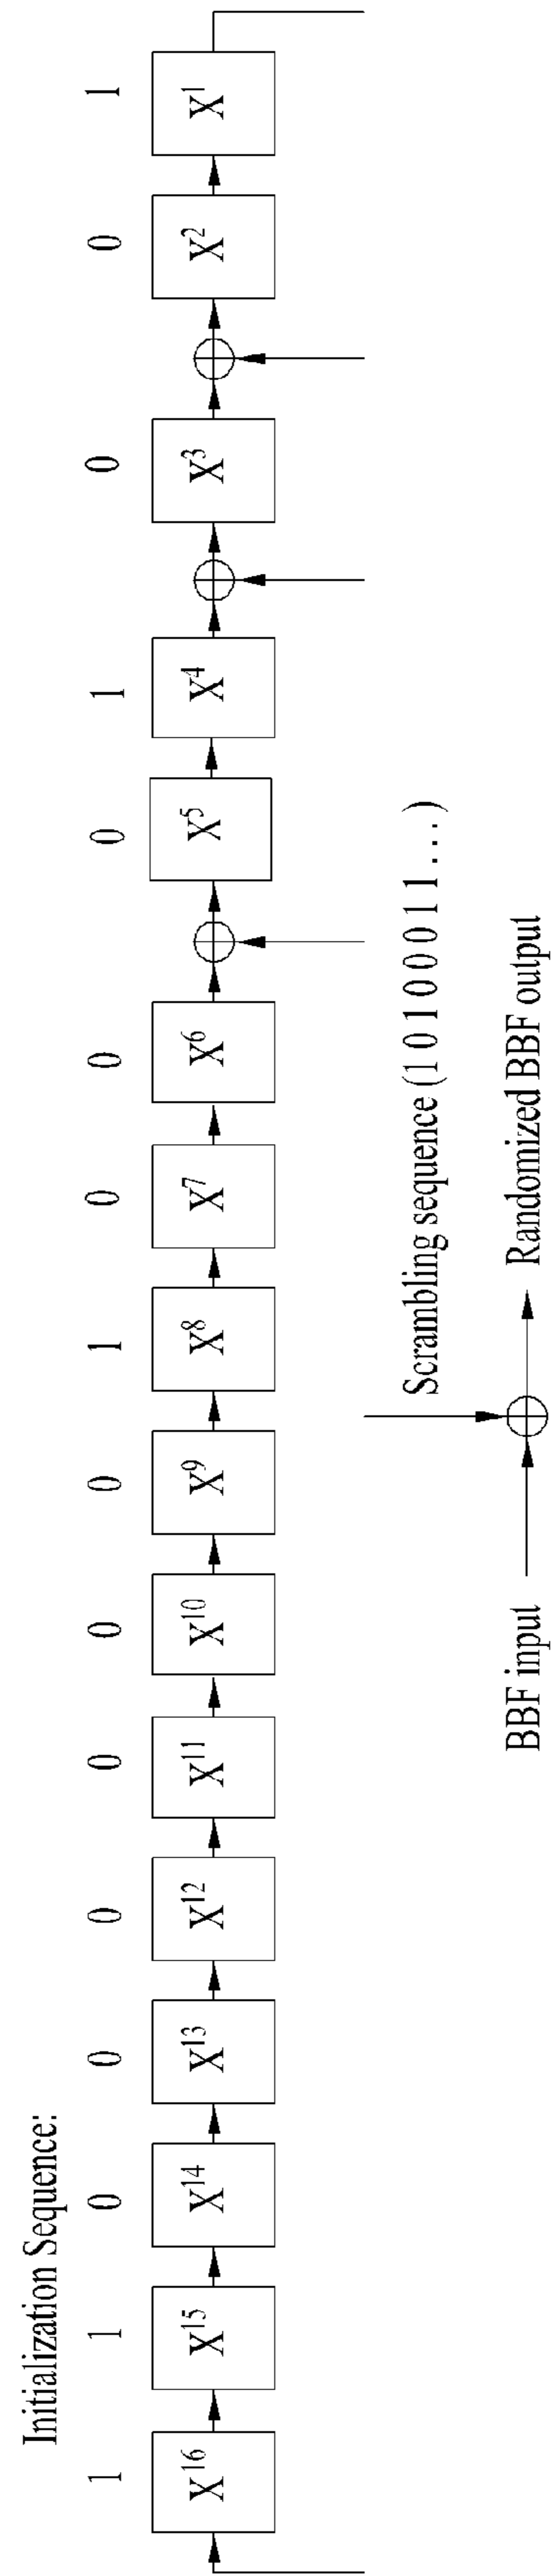 Initialization Sequence:
1 1 0 0 0 0 0 0 1 0 0 0 1 0 0 1
X16 X15 X14 X13 X12 X11 X10 X9 X8 X7 X6 X5 X4 X3 X2 X1
Scrambling sequence (1 0 1 0 0 0 0 1 1 . . .)
BBF input Randomized BBF output